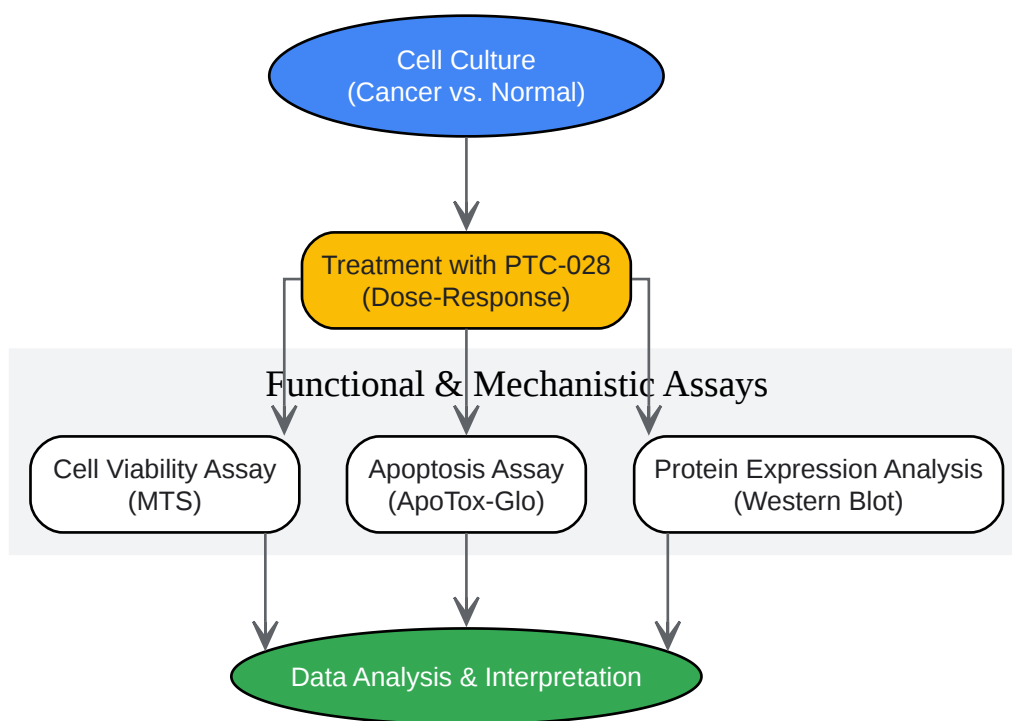 Cell Culture
(Cancer vs. Normal)
Treatment with PTC-028
(Dose-Response)
Functional & Mechanistic Assays
Cell Viability Assay
(MTS)
Apoptosis Assay
(ApoTox-Glo)
Protein Expression Analysis
(Western Blot)
Data Analysis & Interpretation